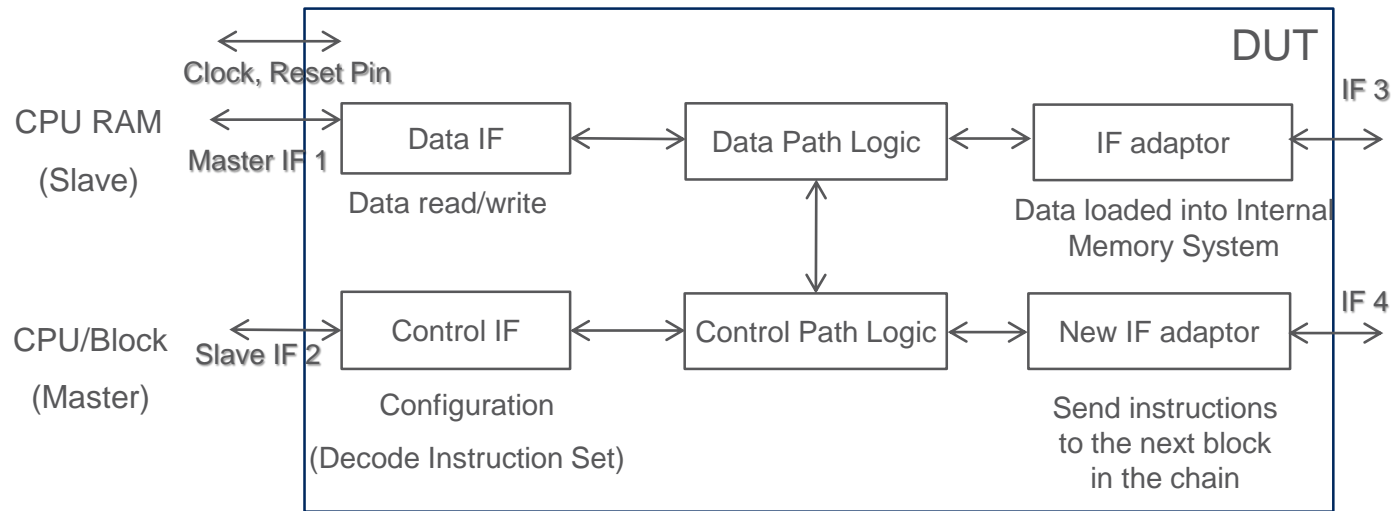 DUT
Clock, Reset Pin
IF 3
CPU RAM
(Slave)
Master IF 1
Data IF
Data Path Logic
IF adaptor
Data read/write
Data loaded into Internal
Memory System
IF 4
CPU/Block
(Master)
Slave IF 2
Control IF
Control Path Logic
New IF adaptor
Configuration
(Decode Instruction Set)
Send instructions
to the next block
in the chain